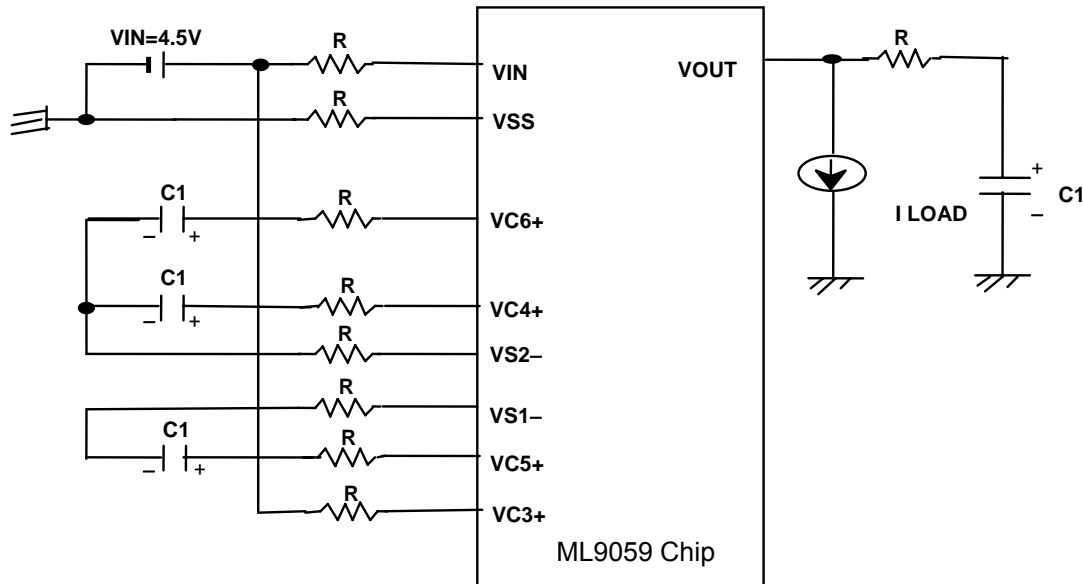 VIN=4.5V
R
VIN
R
VSS
C1
R
VC6+
– +
C1
R
VC4+
– +
R
VS2–
R
VS1–
C1
R
VC5+
– +
R
VC3+
ML9059 Chip
VOUT
R
I LOAD
+
C1
–